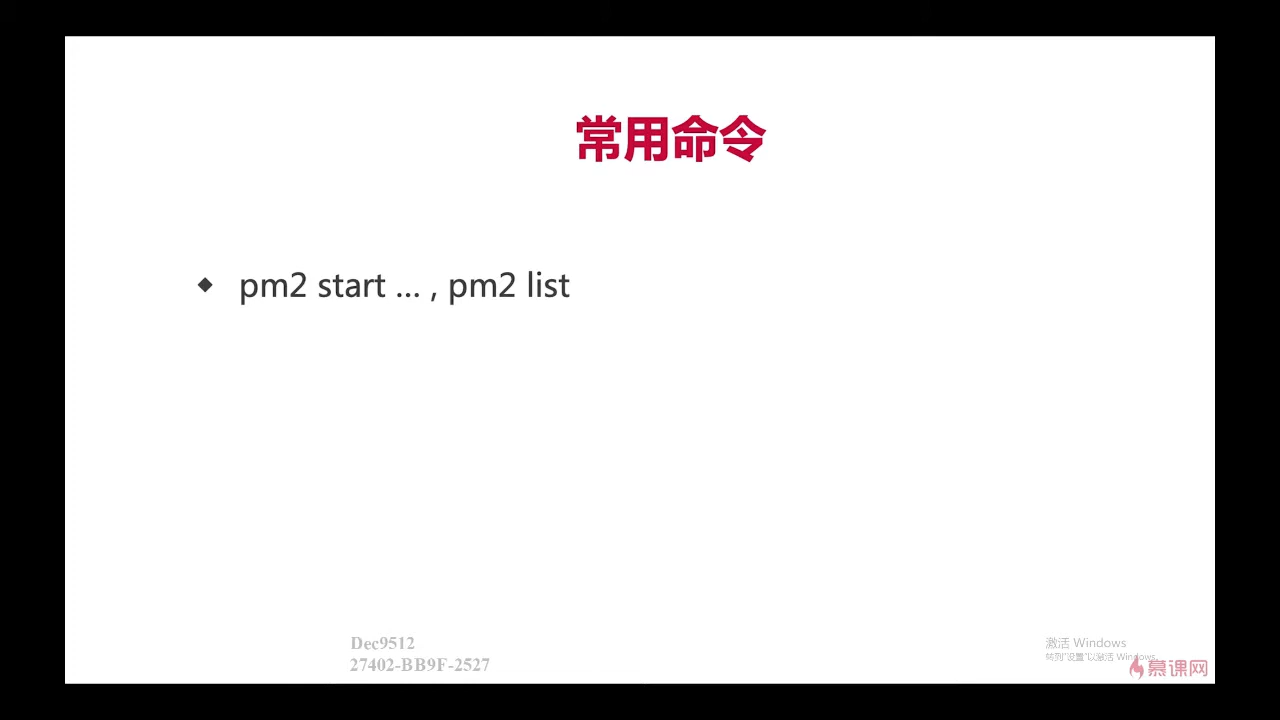 常用命令
◆ pm2 start ... , pm2 list
Dec9512
27402-BB9F-2527
激活 Windows
转到"设置"以激活 Windows。
慕课网